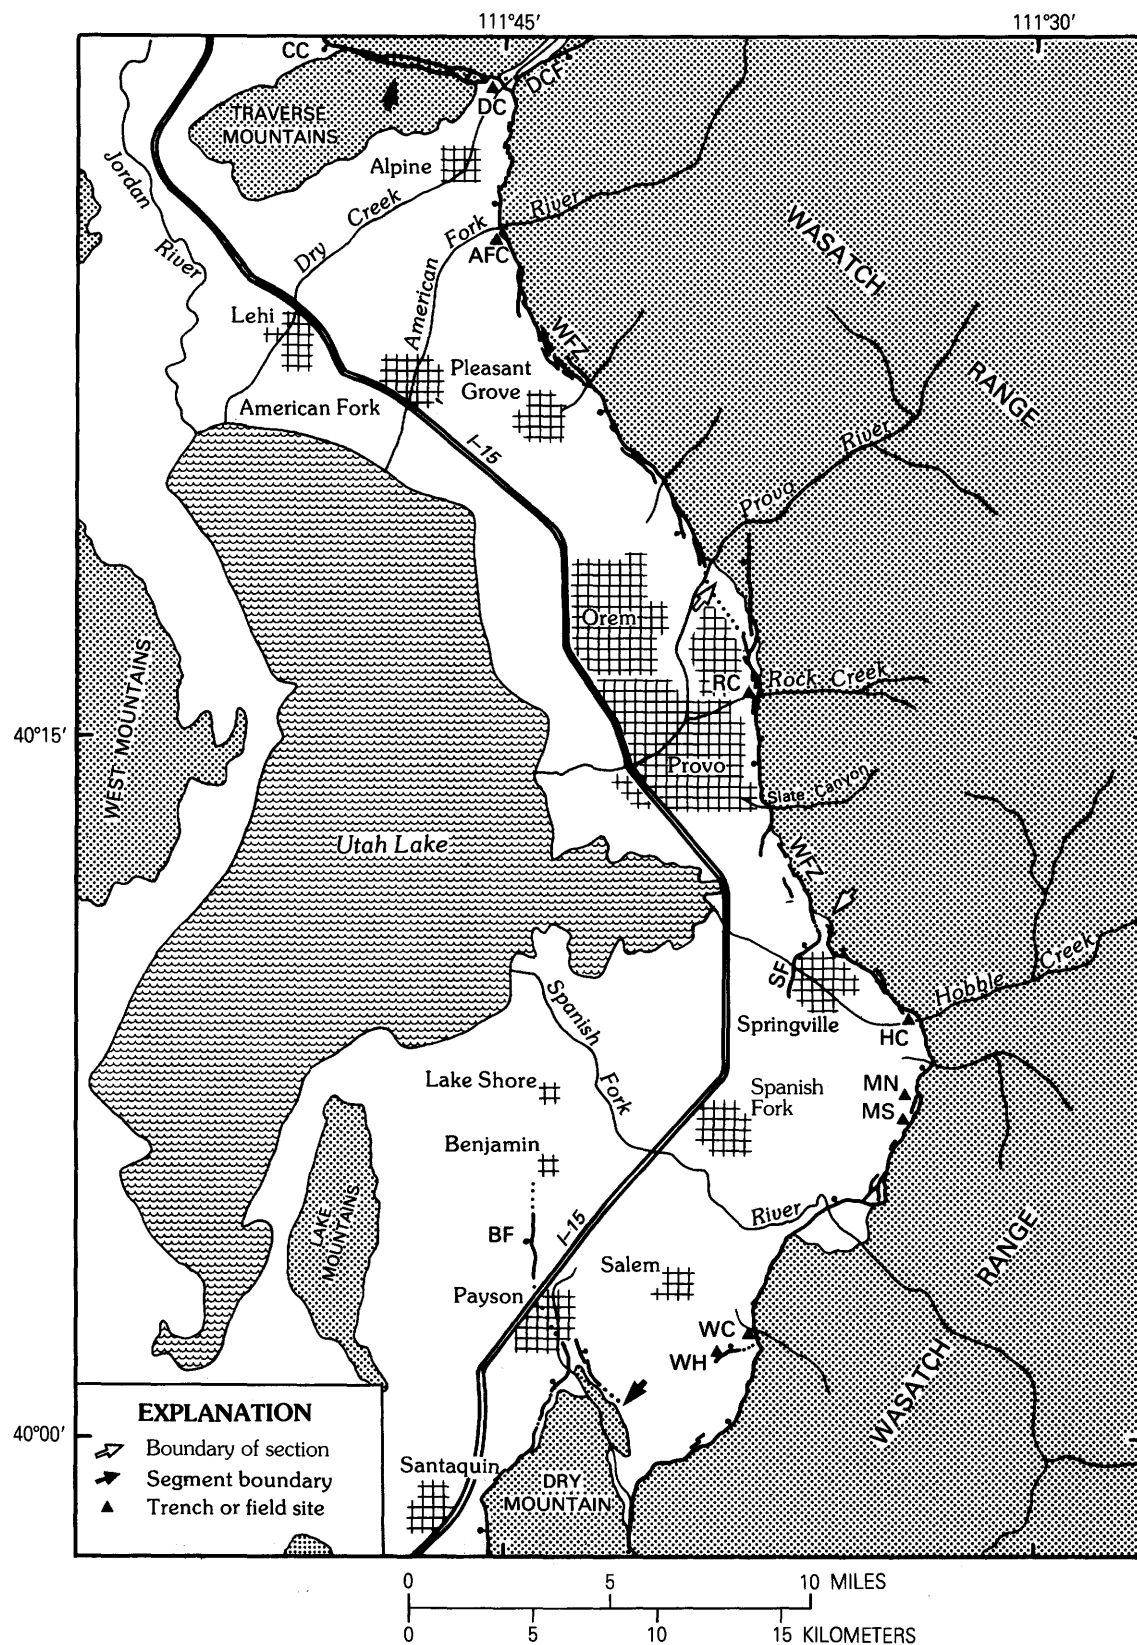 111°45′
111°30′
CC
DCF
DC
TRAVERSE
MOUNTAINS
Alpine
Jordan
River
Dry
Creek
American
Fork
River
AFC
WASATCH
RANGE
Lehi
WFZ
Pleasant
Grove
American Fork
I-15
Provo
River
Orem
RC
Rock Creek
40°15′
WEST MOUNTAINS
Provo
Slate Canyon
Utah Lake
WFZ
SF
Hobble
Creek
Springville
HC
Spanish
Fork
Lake Shore
MN
MS
Spanish
Fork
Benjamin
LAKE
MOUNTAINS
BF
I-15
River
Salem
RANGE
WASATCH
Payson
WC
WH
40°00′
EXPLANATION
Boundary of section
Segment boundary
Trench or field site
Santaquin
DRY
MOUNTAIN
0 5 10 MILES
0 5 10 15 KILOMETERS